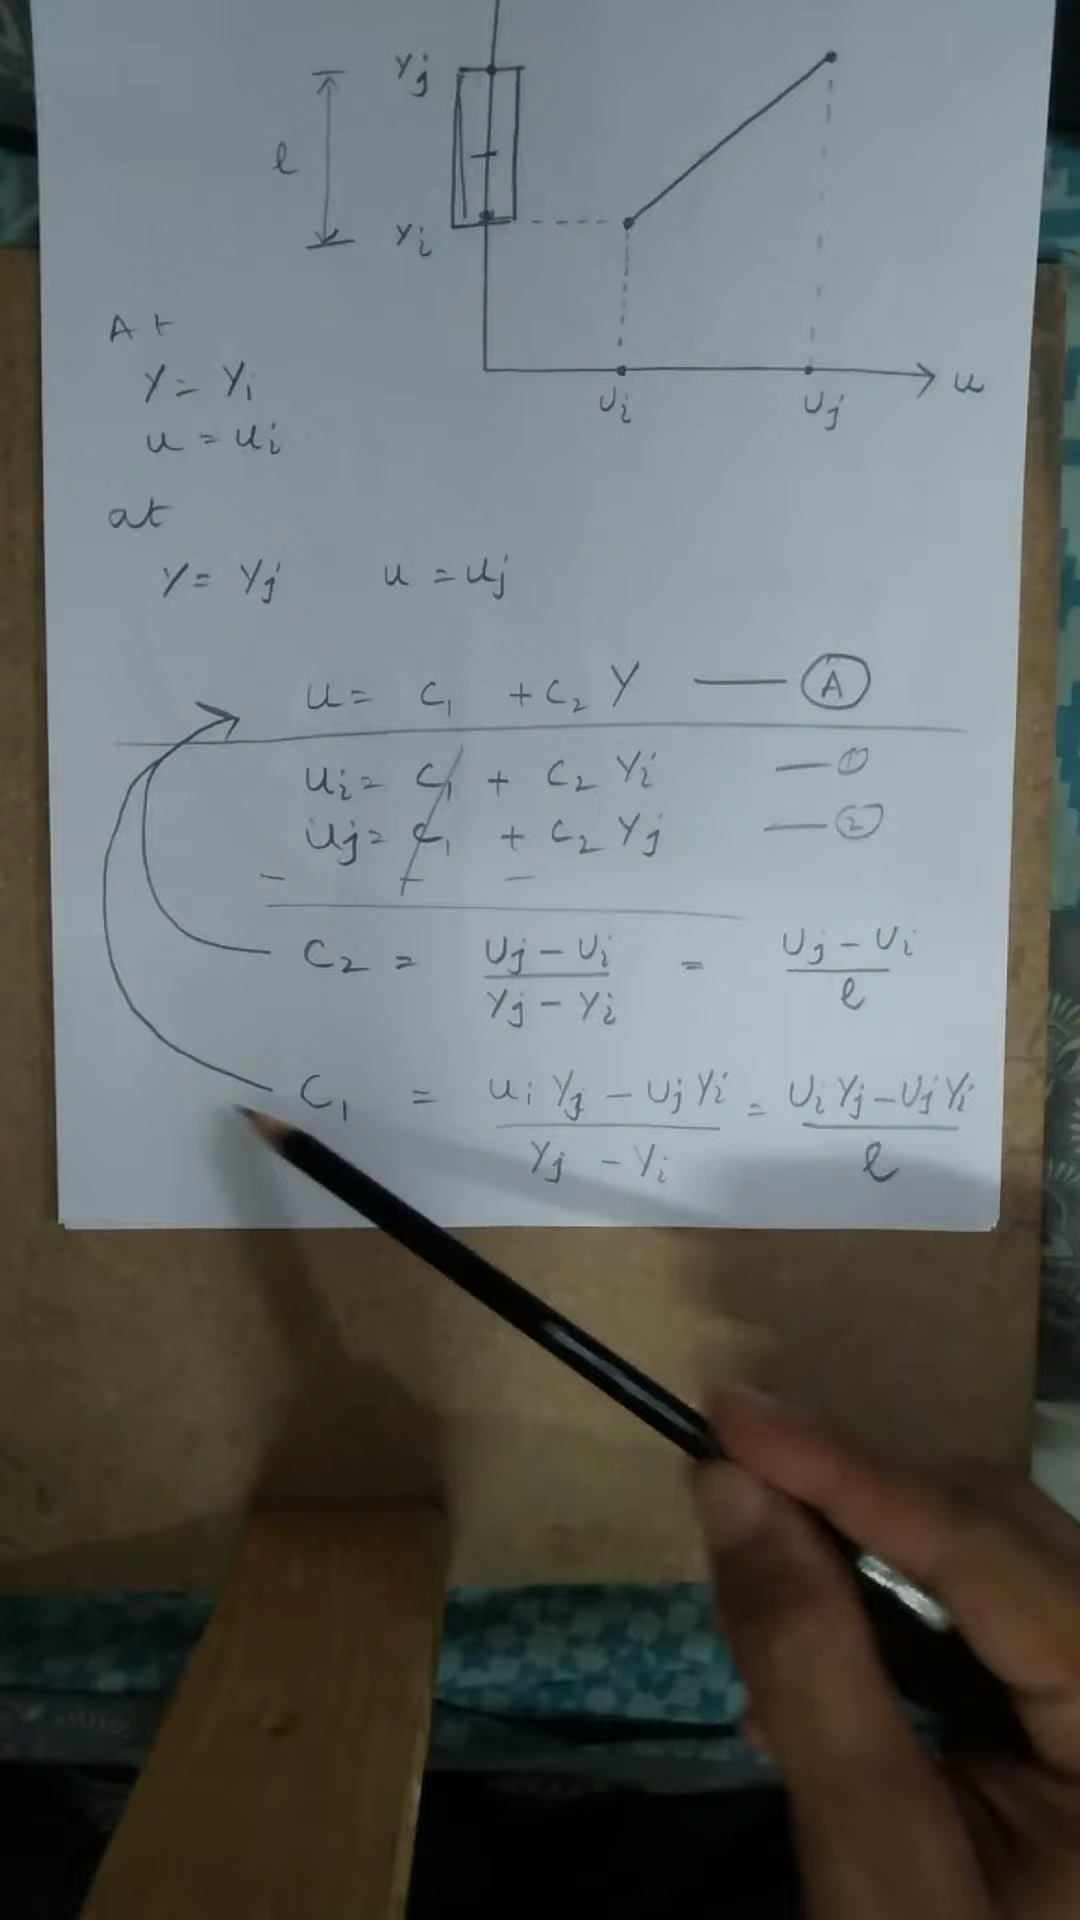 Yj
l
Yi
u
Ui Uj
At
Y = Yi
u = ui
at
Y = Yj u = uj
u = C1 + C2 Y — A
ui = C1 + C2 Yi — 1
uj = C1 + C2 Yj — 2
– – –
C2 = Uj – Ui / Yj – Yi = Uj – Ui / l
C1 = ui Yj – Uj Yi / Yj – Yi = Ui Yj – Uj Yi / l